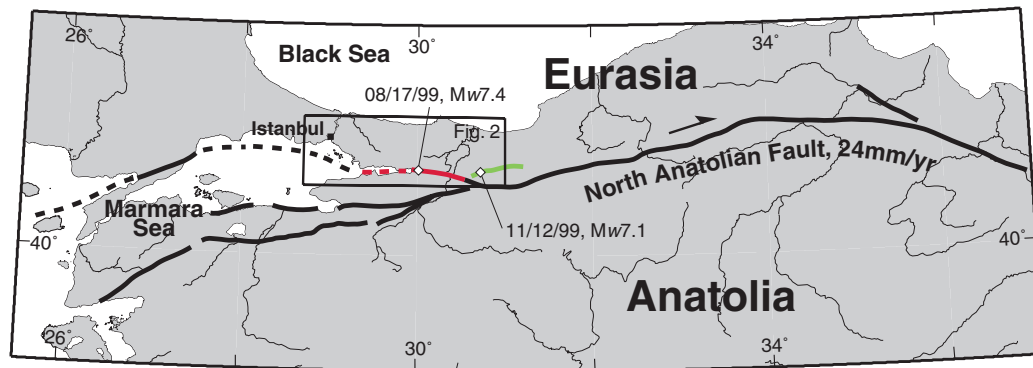 26°
30°
34°
Black Sea
Eurasia
08/17/99, Mw7.4
Istanbul
Fig. 2
North Anatolian Fault, 24mm/yr
Marmara
Sea
11/12/99, Mw7.1
40°
40°
Anatolia
26°
30°
34°